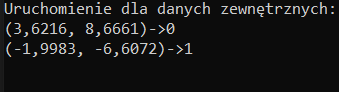 Uruchomienie dla danych zewnętrznych:
(3,6216, 8,6661)->0
(-1,9983, -6,6072)->1